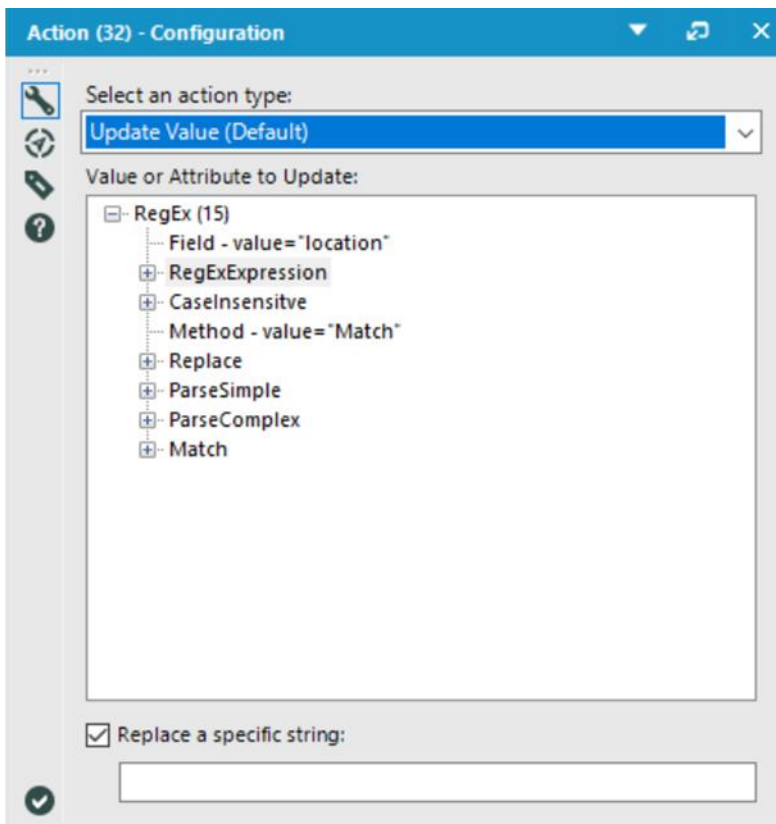 Action (32) - Configuration
Select an action type:
Update Value (Default)
Value or Attribute to Update:
RegEx (15)
Field - value="location"
RegExExpression
CaseInsensitve
Method - value="Match"
Replace
ParseSimple
ParseComplex
Match
Replace a specific string: